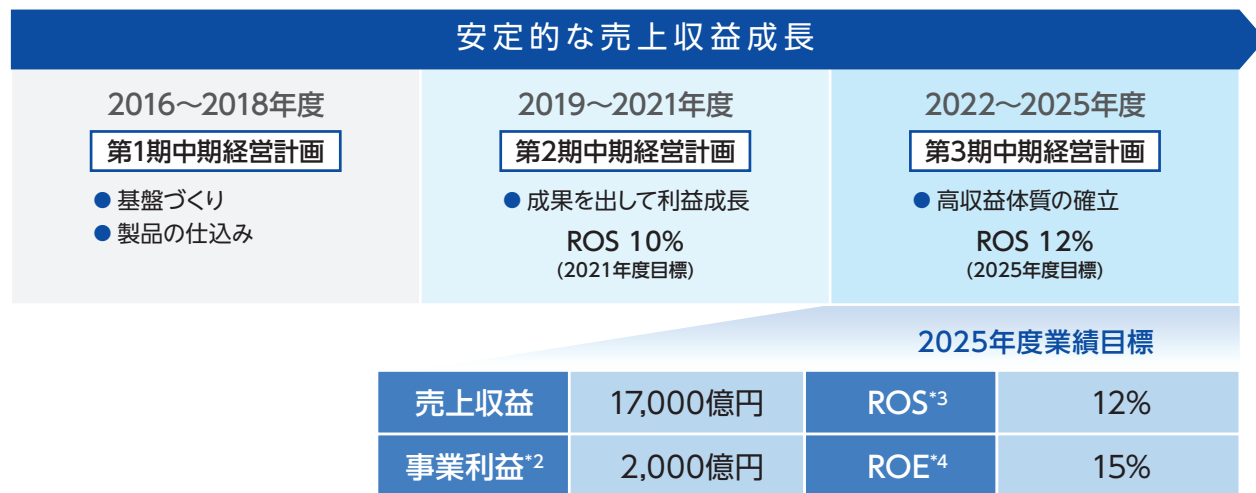 安定的な売上収益成長
2016～2018年度
第1期中期経営計画
● 基盤づくり
● 製品の仕込み
2019～2021年度
第2期中期経営計画
● 成果を出して利益成長
ROS 10%
(2021年度目標)
2022～2025年度
第3期中期経営計画
● 高収益体質の確立
ROS 12%
(2025年度目標)
2025年度業績目標
売上収益 17,000億円 ROS*3 12%
事業利益*2 2,000億円 ROE*4 15%